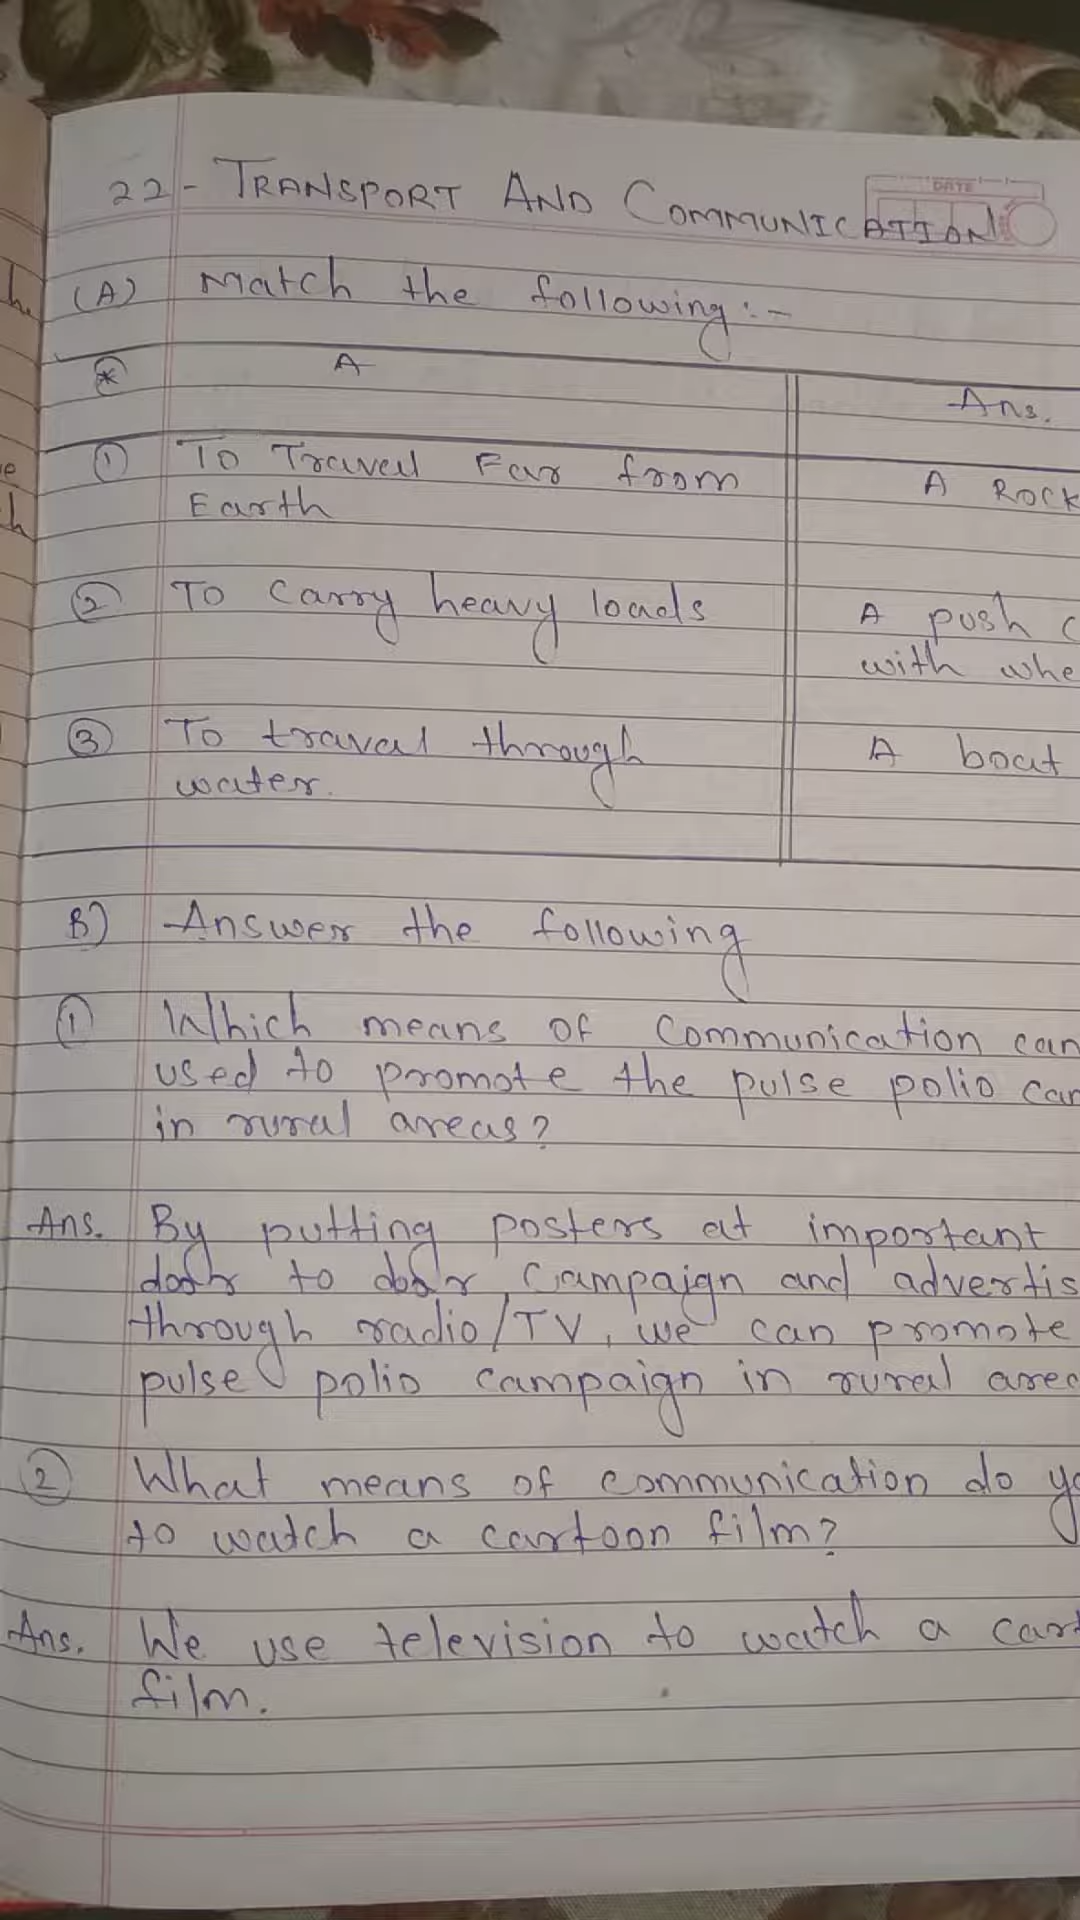 22 - TRANSPORT AND COMMUNICATION
DATE
(A) Match the following :-
* A Ans.
1 To Travel Far from A ROCK
Earth
2 To Carry heavy loads A push c
with whe
3 To traval through A boat
water.
B) Answer the following
1 Which means of Communication can
used to promote the pulse polio cam
in rural areas?
Ans. By putting posters at important
door to door Campaign and advertis
through radio/TV, we can promote
pulse polio campaign in rural area
2 What means of communication do yo
to watch a cartoon film?
Ans. We use television to watch a cart
film.